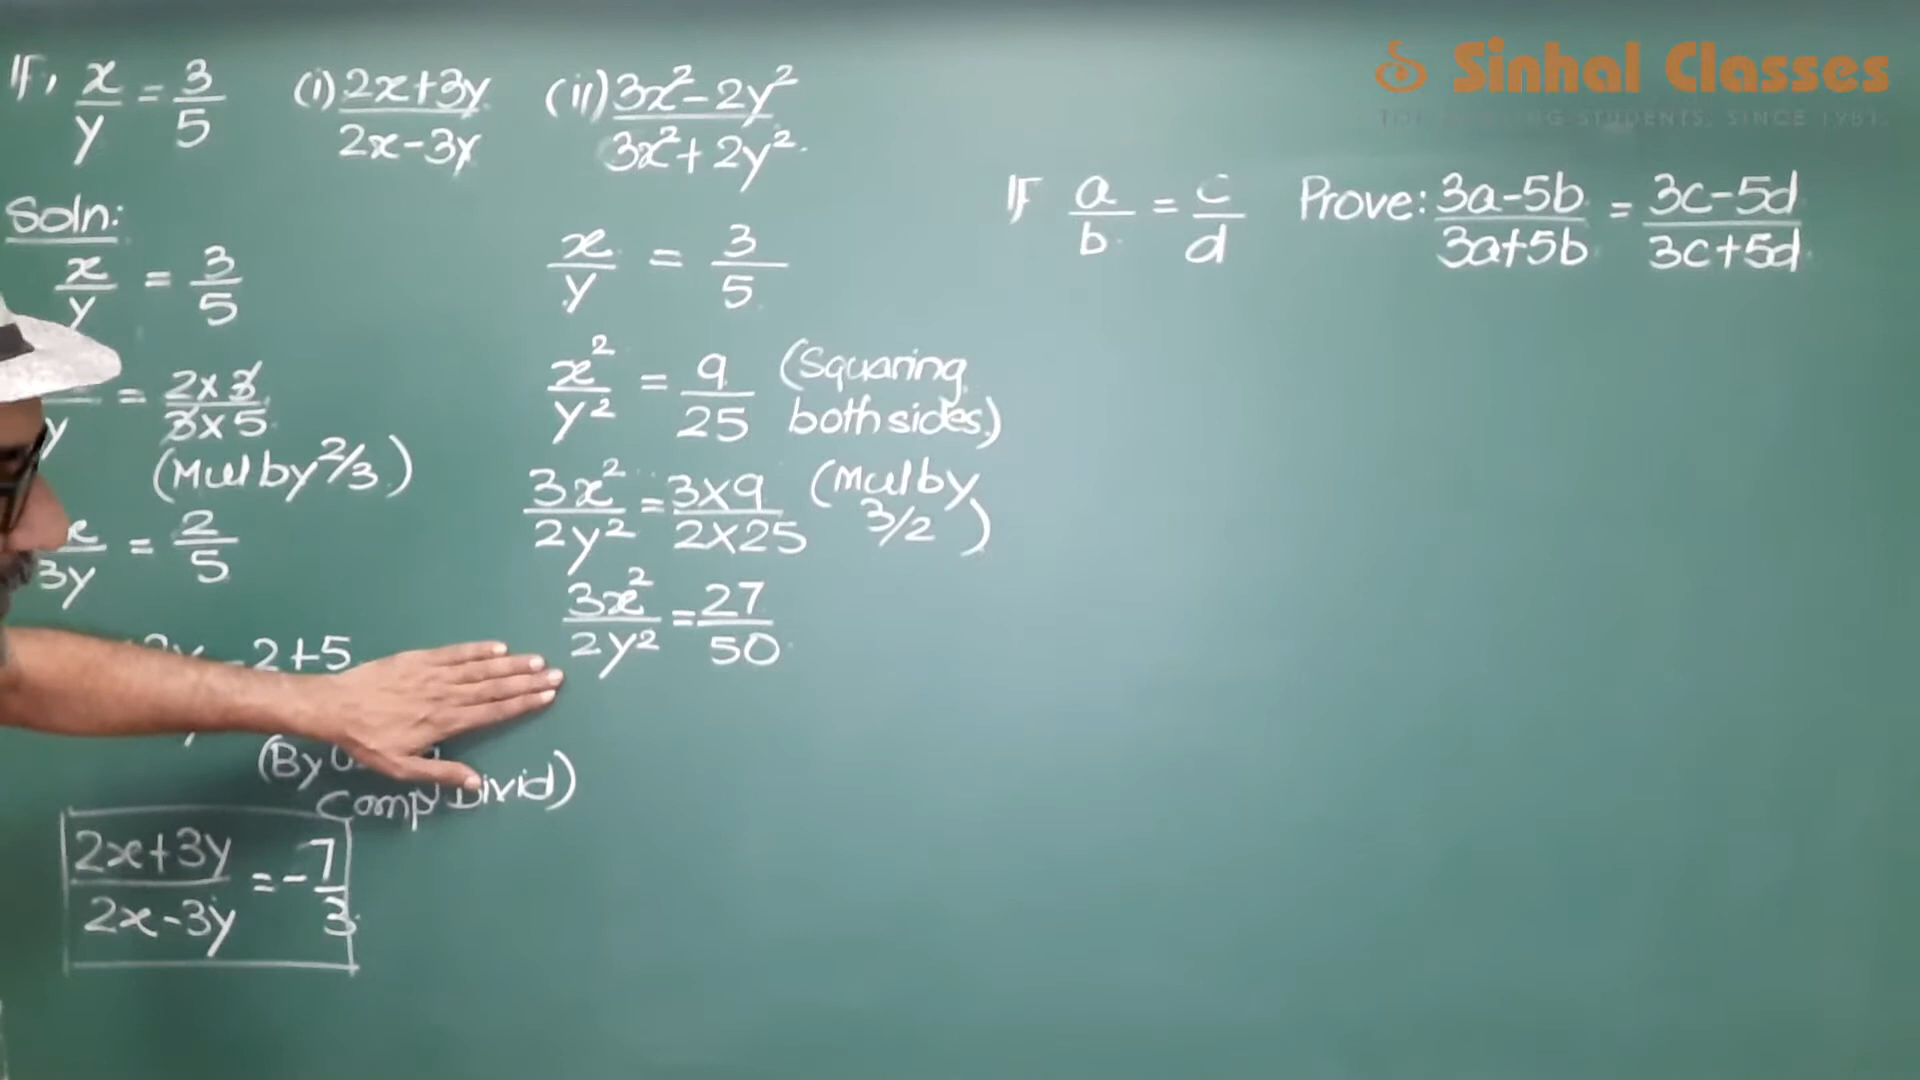 If, x/y = 3/5 (i) 2x+3y/2x-3y (ii) 3x²-2y²/3x²+2y².
Soln:
x/y = 3/5
y = 2×3/3×5
(Mul by 2/3)
x/3y = 2/5
2+5
(By
Comp Divid)
2x+3y/2x-3y = -7/3
x/y = 3/5
x²/y² = 9/25 (Squaring
both sides)
3x²/2y² = 3×9/2×25 (Mul by
3/2)
3x²/2y² = 27/50
Sinhal Classes
STUDENTS, SINCE 1981.
If a/b = c/d Prove: 3a-5b/3a+5b = 3c-5d/3c+5d